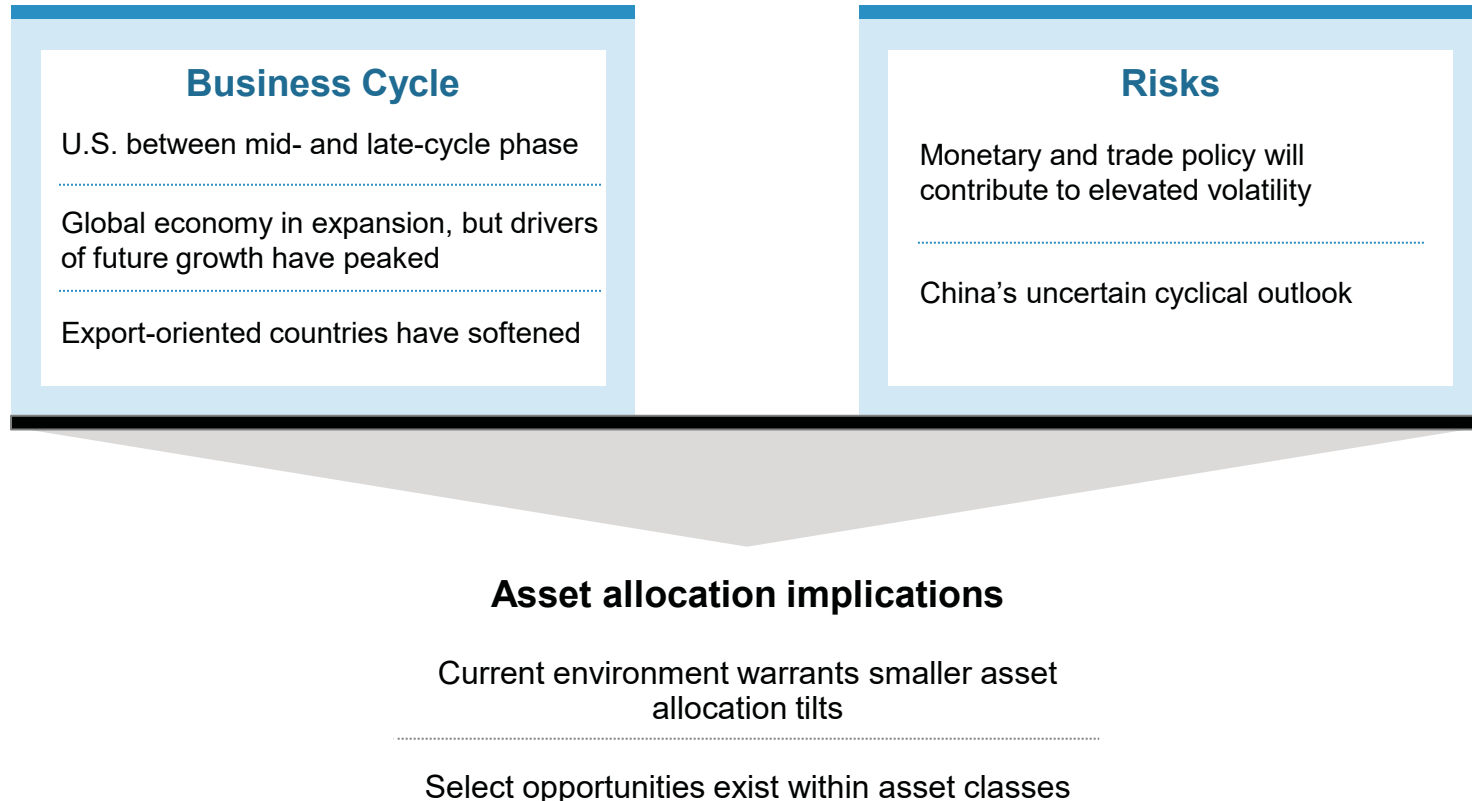 Business Cycle
U.S. between mid- and late-cycle phase
Global economy in expansion, but drivers
of future growth have peaked
Export-oriented countries have softened
Risks
Monetary and trade policy will
contribute to elevated volatility
China’s uncertain cyclical outlook
Asset allocation implications
Current environment warrants smaller asset
allocation tilts
Select opportunities exist within asset classes